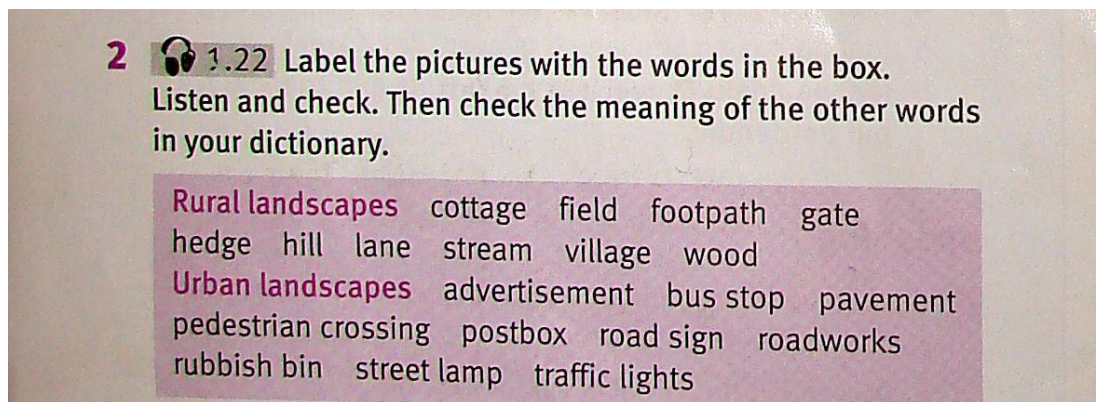 2 1.22 Label the pictures with the words in the box.
Listen and check. Then check the meaning of the other words
in your dictionary.
Rural landscapes cottage field footpath gate
hedge hill lane stream village wood
Urban landscapes advertisement bus stop pavement
pedestrian crossing postbox road sign roadworks
rubbish bin street lamp traffic lights